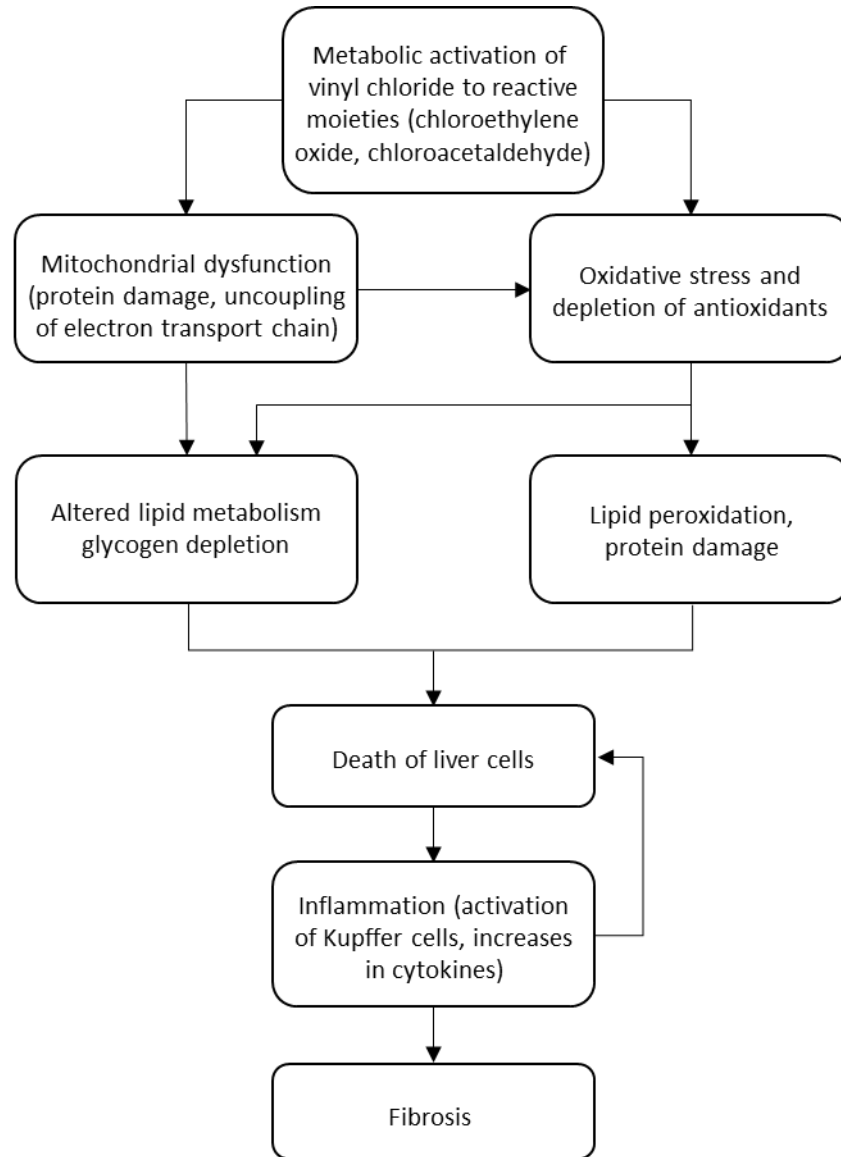 Metabolic activation of
vinyl chloride to reactive
moieties (chloroethylene
oxide, chloroacetaldehyde)
Mitochondrial dysfunction
(protein damage, uncoupling
of electron transport chain)
Oxidative stress and
depletion of antioxidants
Altered lipid metabolism
glycogen depletion
Lipid peroxidation,
protein damage
Death of liver cells
Inflammation (activation
of Kupffer cells, increases
in cytokines)
Fibrosis